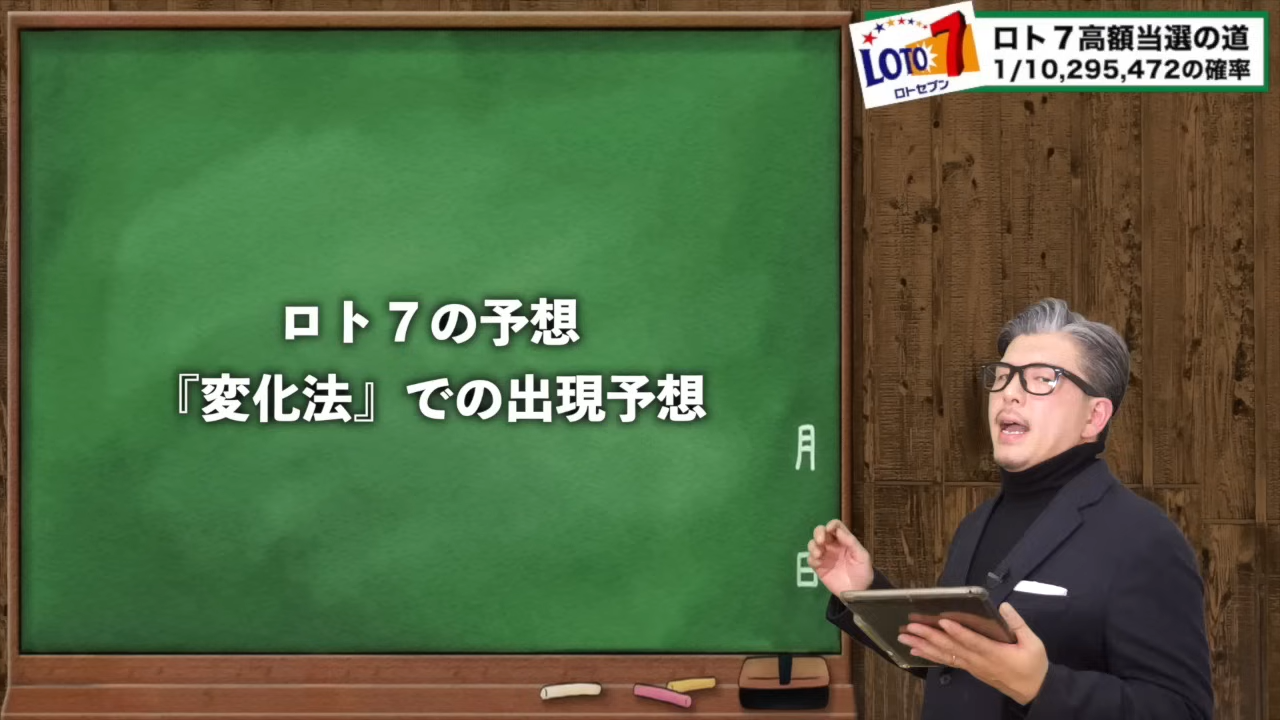 LOTO 7
ロトセブン
ロト７高額当選の道
1/10,295,472の確率
ロト７の予想
『変化法』での出現予想
月
日